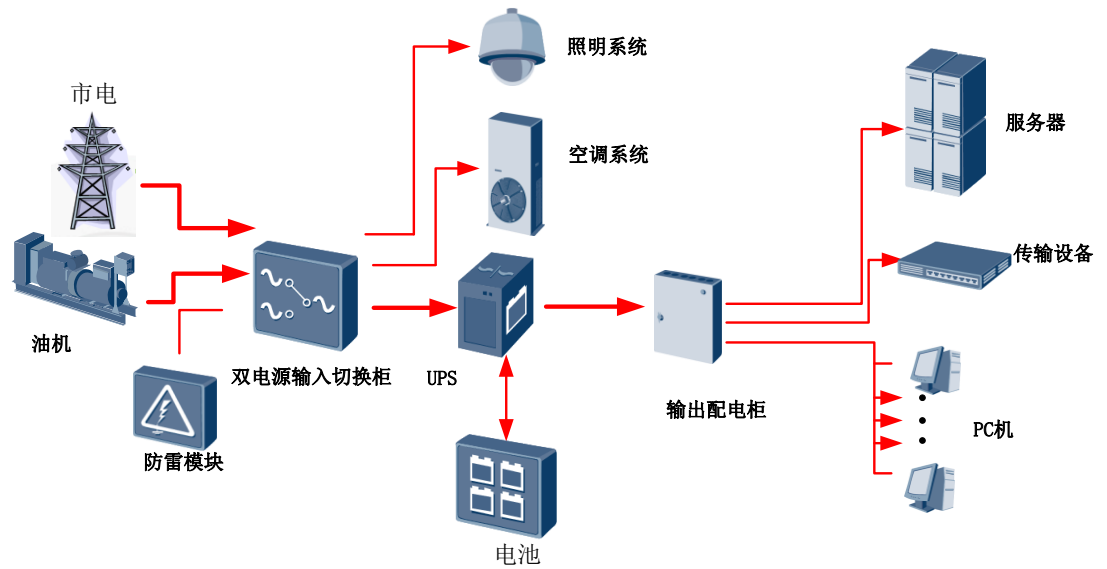 照明系统
市电
服务器
空调系统
传输设备
油机
双电源输入切换柜
UPS
输出配电柜
PC机
防雷模块
电池